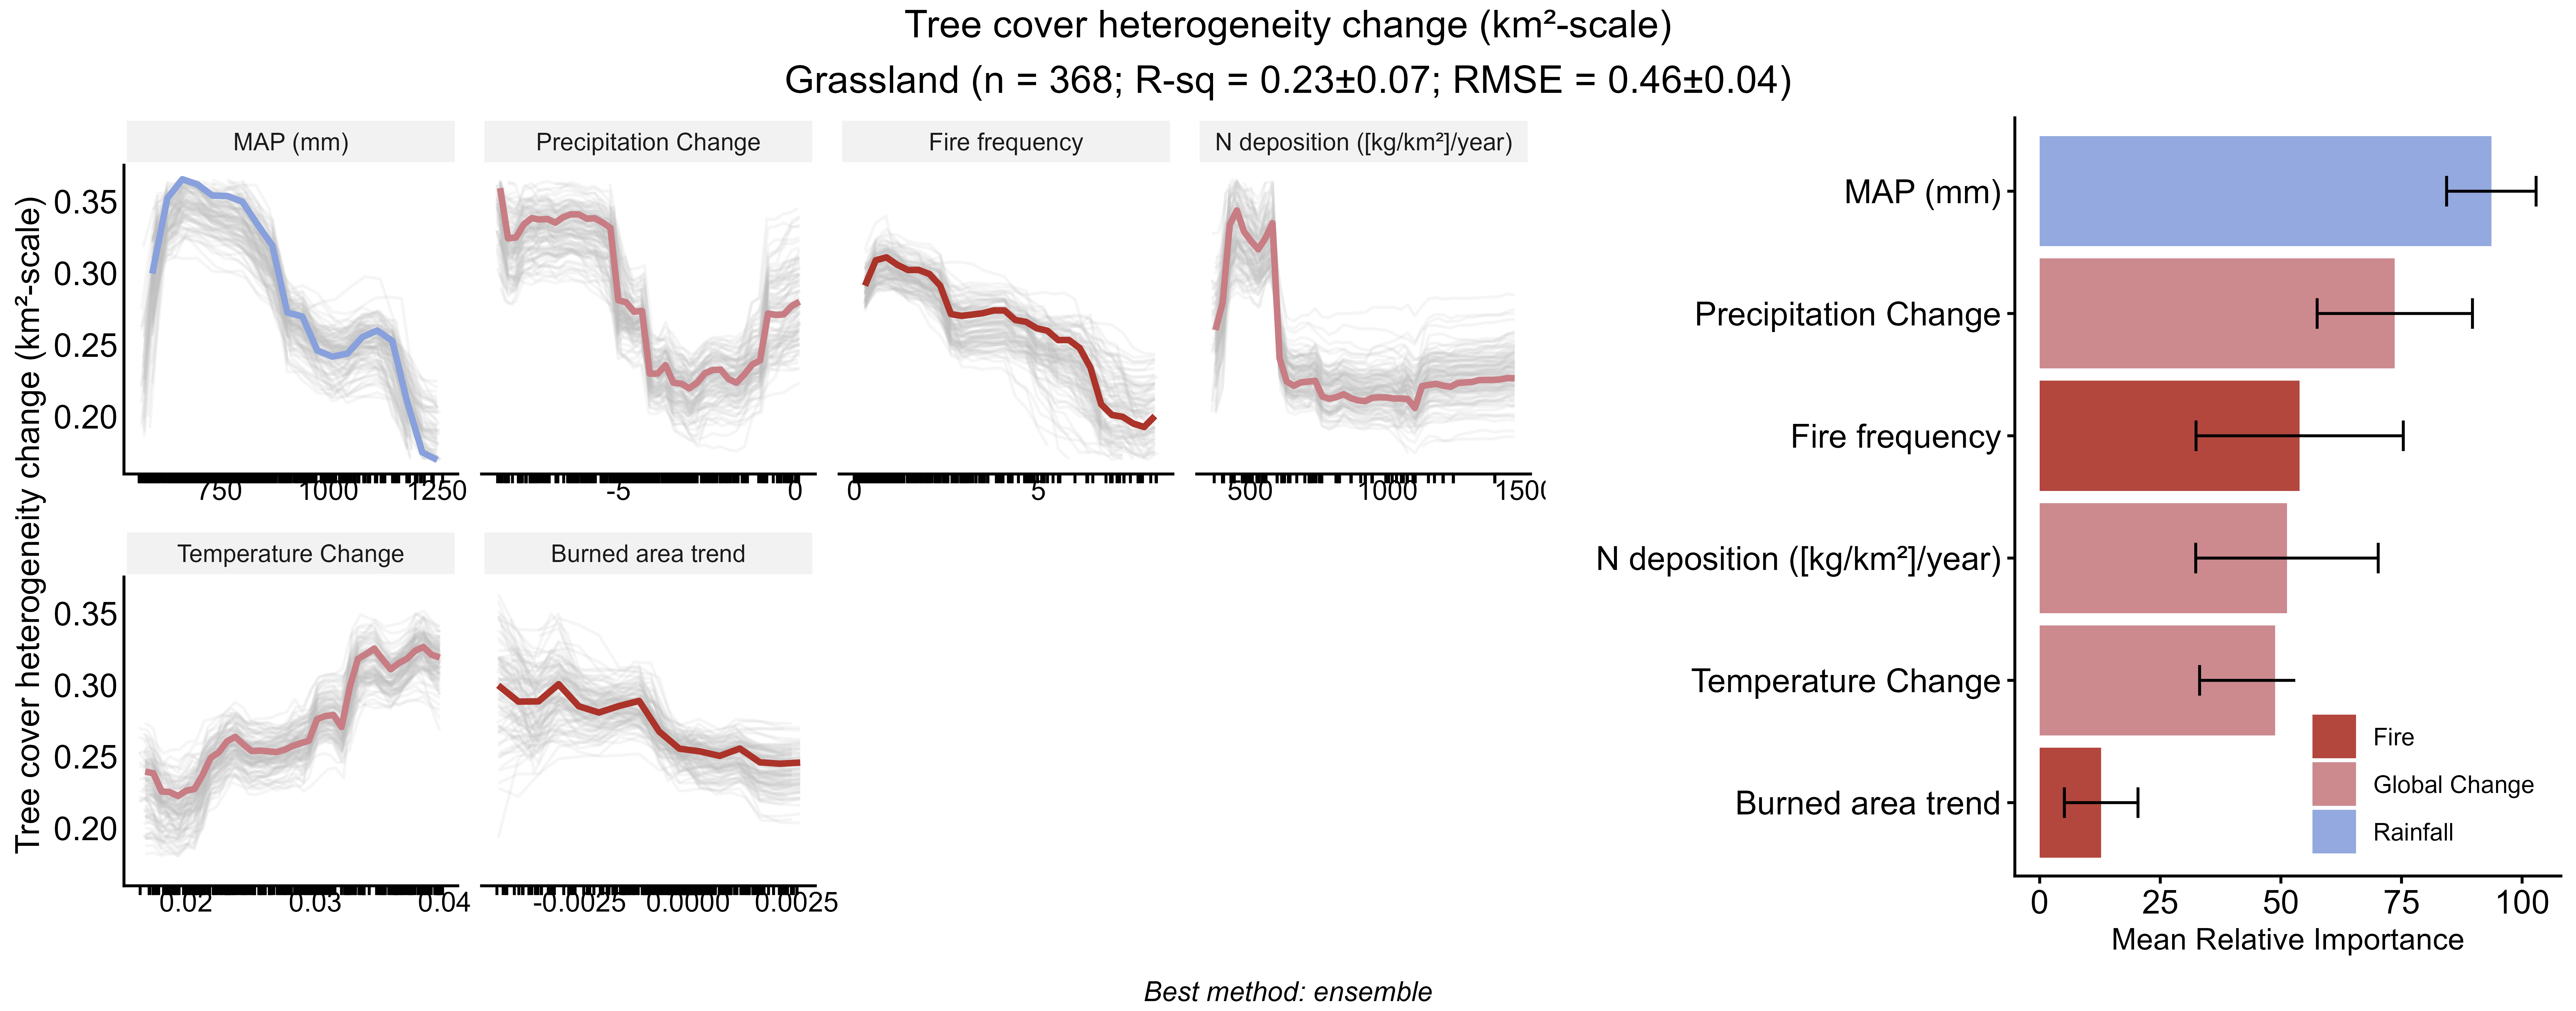 Tree cover heterogeneity change (km²-scale)
Grassland (n = 368; R-sq = 0.23±0.07; RMSE = 0.46±0.04)
Tree cover heterogeneity change (km²-scale)
MAP (mm)
Precipitation Change
Fire frequency
N deposition ([kg/km²]/year)
0.35
0.30
0.25
0.20
750 1000 1250
-5 0
0 5
500 1000 150
Temperature Change
Burned area trend
0.35
0.30
0.25
0.20
0.02 0.03 0.04
-0.0025 0.0000 0.0025
MAP (mm)
Precipitation Change
Fire frequency
N deposition ([kg/km²]/year)
Temperature Change
Burned area trend
Fire
Global Change
Rainfall
0 25 50 75 100
Mean Relative Importance
Best method: ensemble